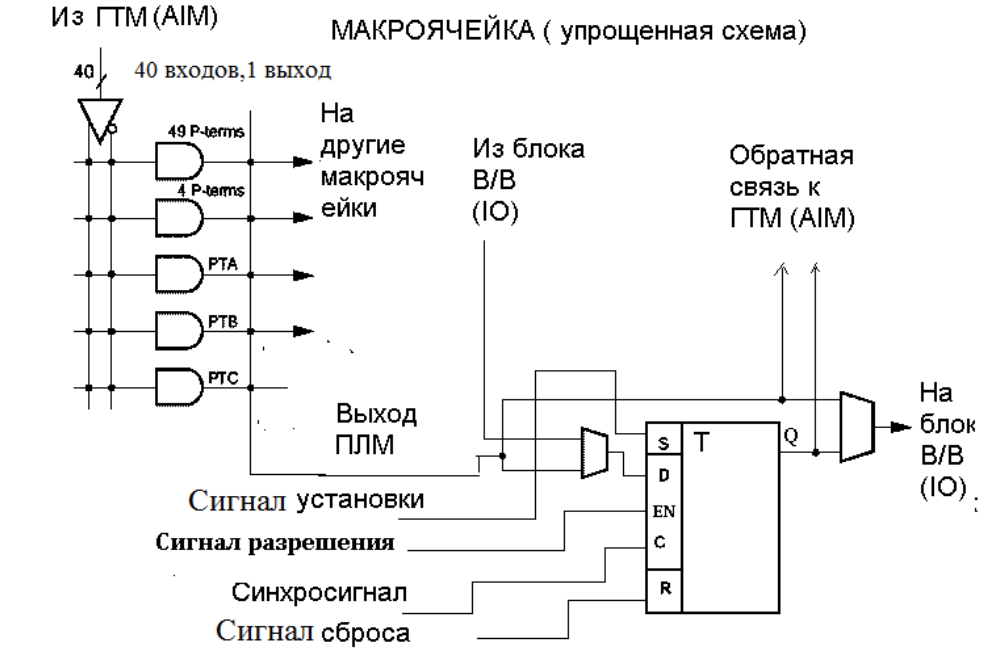 Из ГТМ (AIM)
МАКРОЯЧЕЙКА ( упрощенная схема)
40
40 входов,1 выход
49 P-terms
4 P-terms
PTA
PTB
PTC
На
другие
макрояч
ейки
Из блока
В/В
(IO)
Обратная
связь к
ГТМ (AIM)
Выход
ПЛМ
Сигнал установки
Сигнал разрешения
Синхросигнал
Сигнал сброса
S
D
EN
C
R
T
Q
На
блок
В/В
(IO)